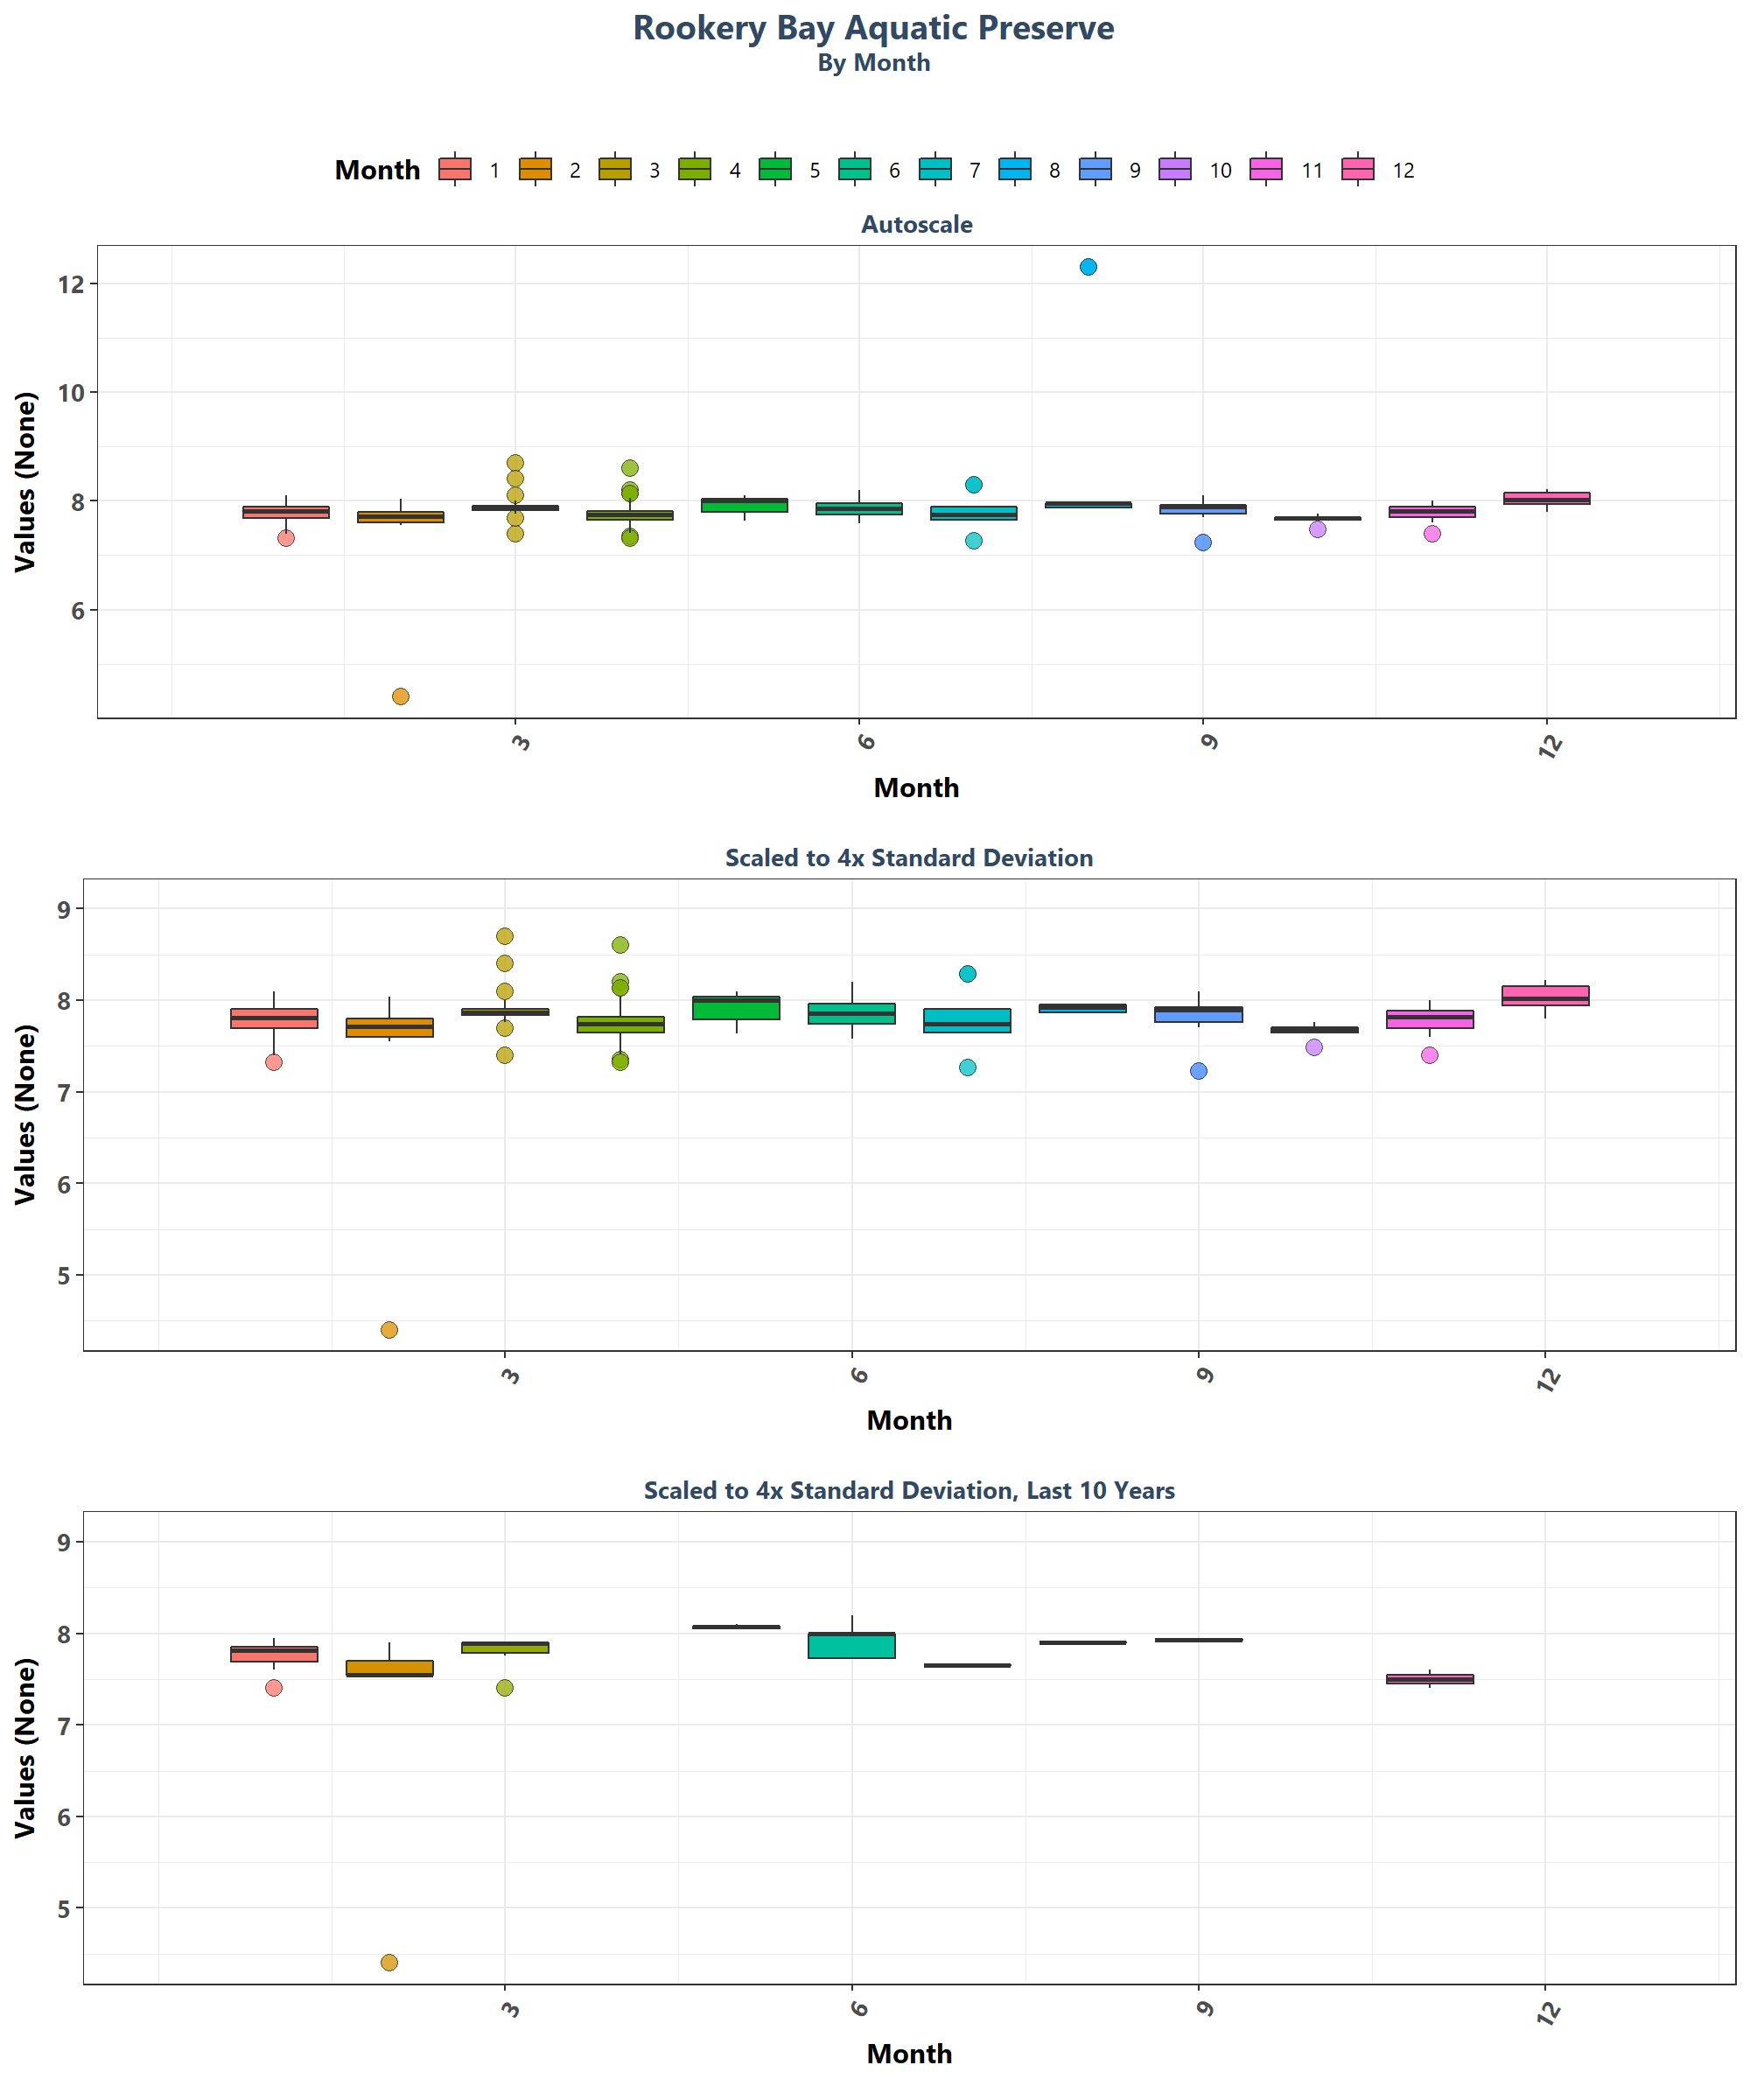 Rookery Bay Aquatic Preserve
By Month
Month 1 2 3 4 5 6 7 8 9 10 11 12
Autoscale
Values (None)
12
10
8
6
3 6 9 12
Month
Scaled to 4x Standard Deviation
Values (None)
9
8
7
6
5
3 6 9 12
Month
Scaled to 4x Standard Deviation, Last 10 Years
Values (None)
9
8
7
6
5
3 6 9 12
Month